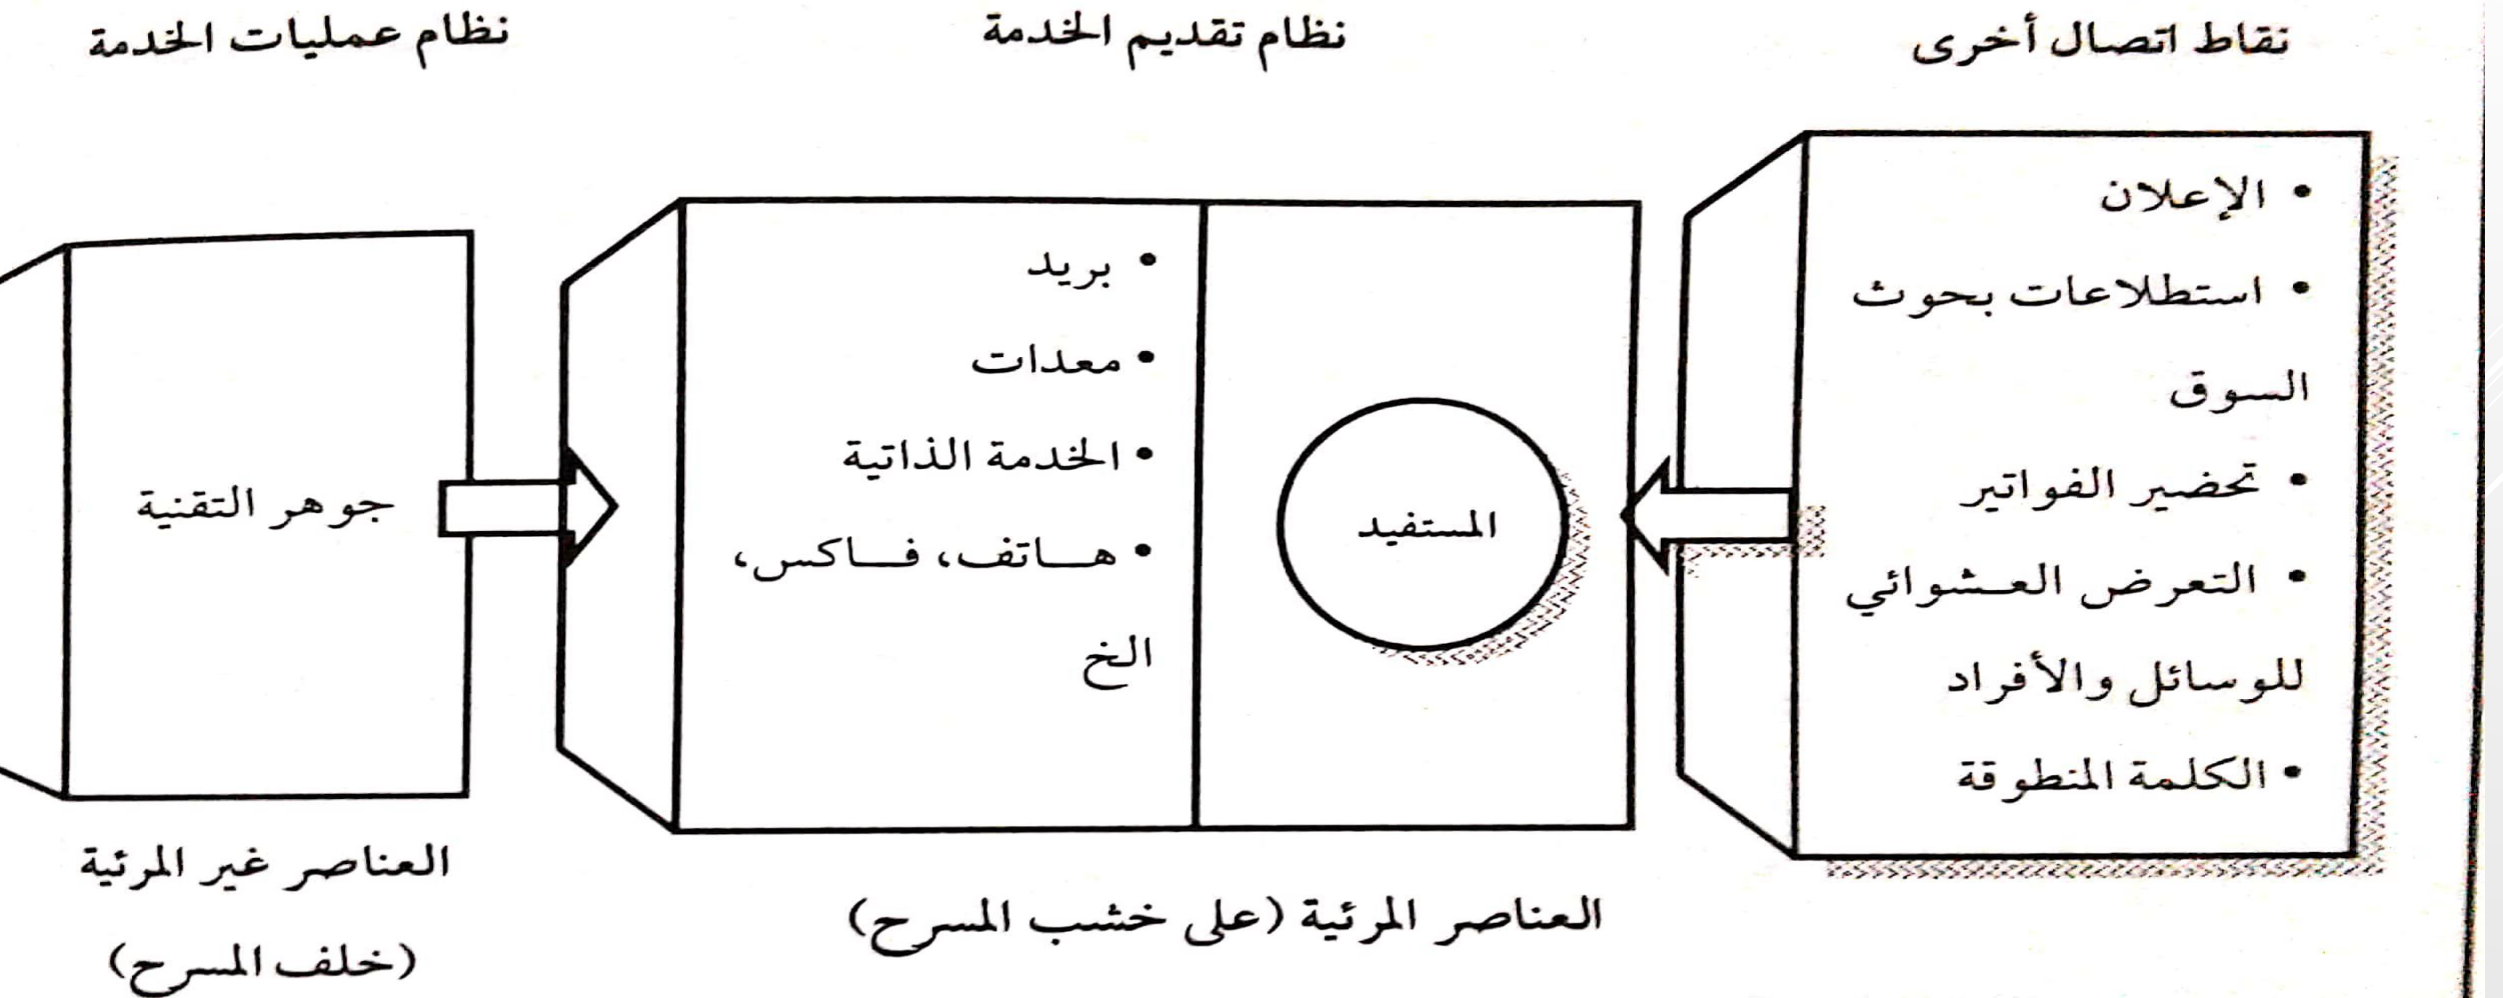 نقاط اتصال أخرى
نظام تقديم الخدمة
نظام عمليات الخدمة
• الإعلان
• استطلاعات بحوث
السوق
• تحضير الفواتير
• التعرض العشوائي
للوسائل والأفراد
• الكلمة المنطوقة
المستفيد
• بريد
• معدات
• الخدمة الذاتية
• هاتف، فاكس،
الخ
جوهر التقنية
العناصر المرئية (على خشب المسرح)
العناصر غير المرئية
(خلف المسرح)